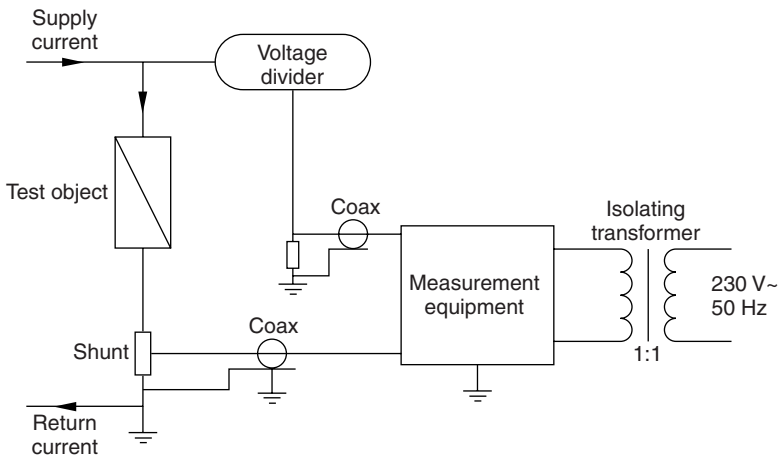 Supply
current
Voltage
divider
Test object
Coax
Isolating
transformer
Measurement
equipment
230 V~
50 Hz
Coax
Shunt
1:1
Return
current